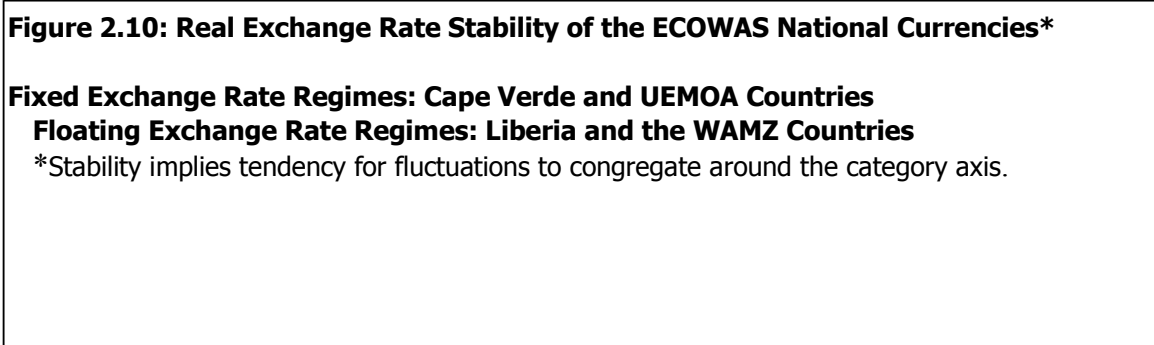 Figure 2.10: Real Exchange Rate Stability of the ECOWAS National Currencies*
Fixed Exchange Rate Regimes: Cape Verde and UEMOA Countries
Floating Exchange Rate Regimes: Liberia and the WAMZ Countries
*Stability implies tendency for fluctuations to congregate around the category axis.